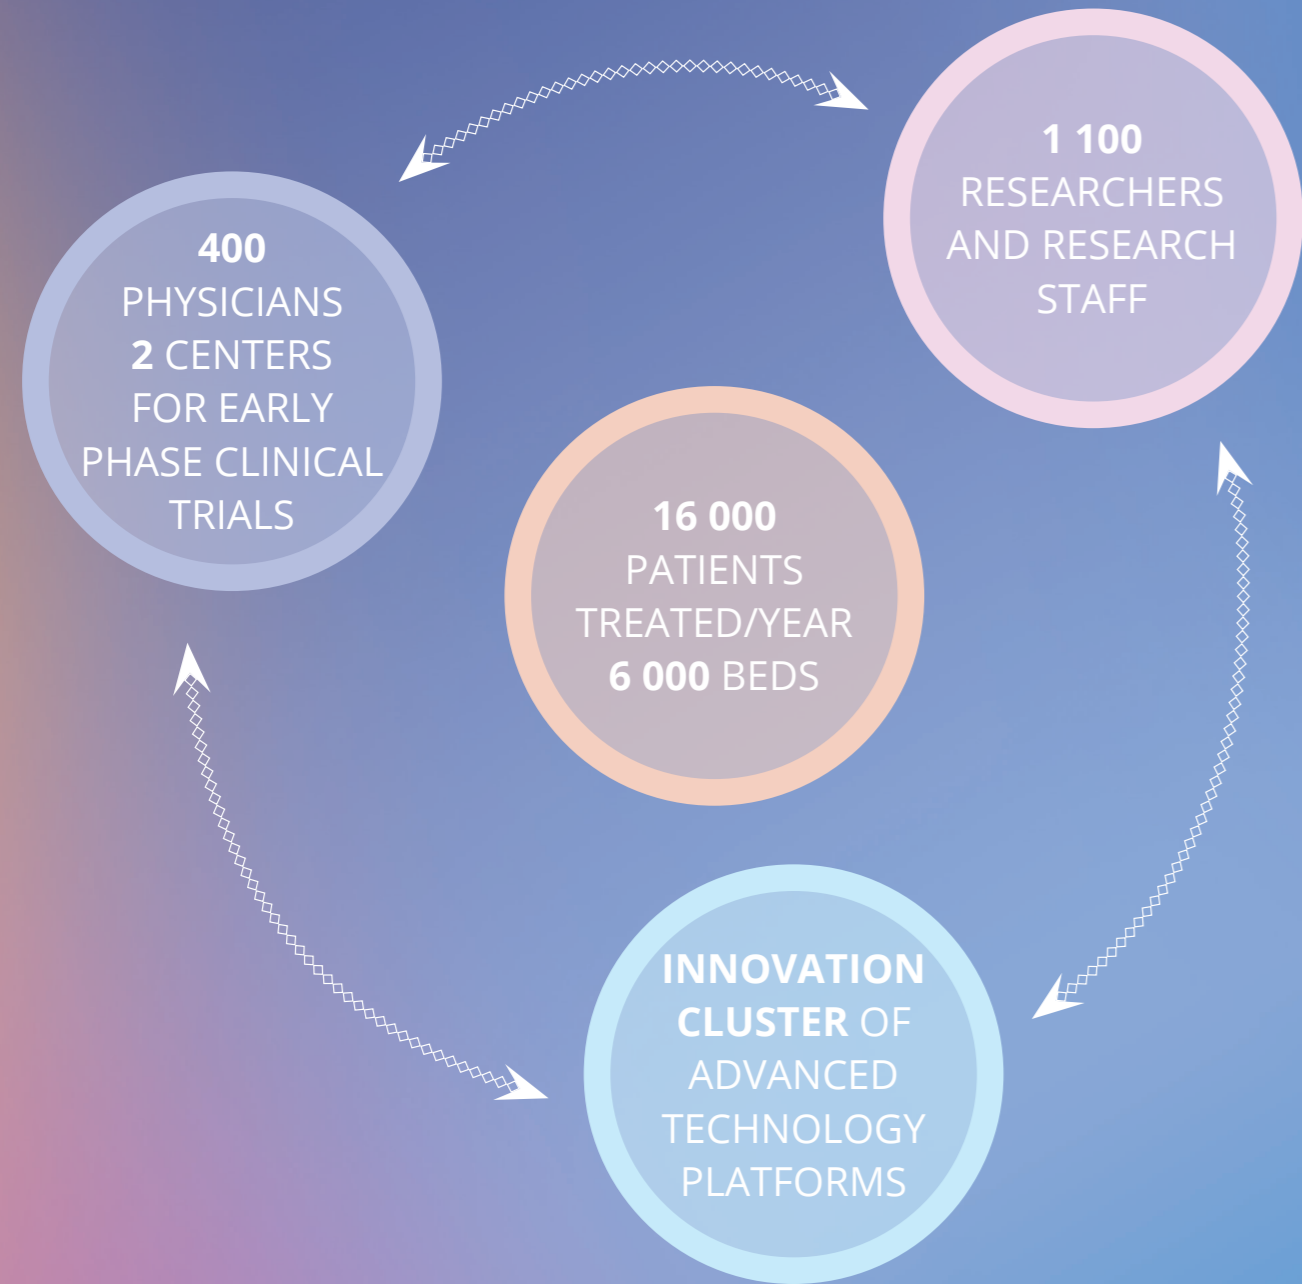 400
PHYSICIANS
2 CENTERS
FOR EARLY
PHASE CLINICAL
TRIALS
1 100
RESEARCHERS
AND RESEARCH
STAFF
16 000
PATIENTS
TREATED/YEAR
6 000 BEDS
INNOVATION
CLUSTER OF
ADVANCED
TECHNOLOGY
PLATFORMS